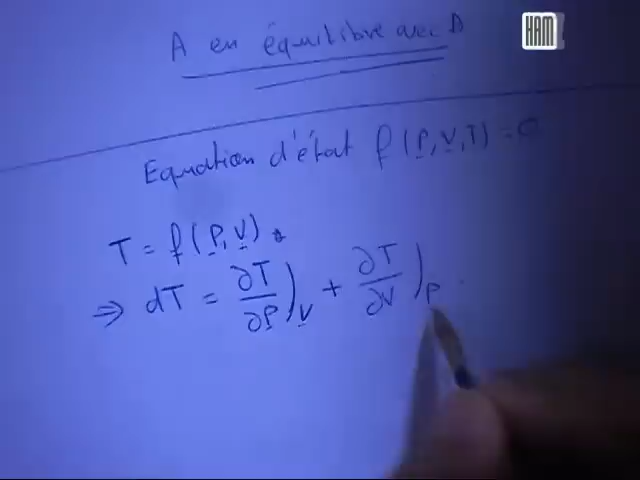 HAM
A en équilibre avec D
Equation d'état f(P,V,T)=0
T = f(P,V)
⇒ dT = ∂T/∂P)V + ∂T/∂V)P